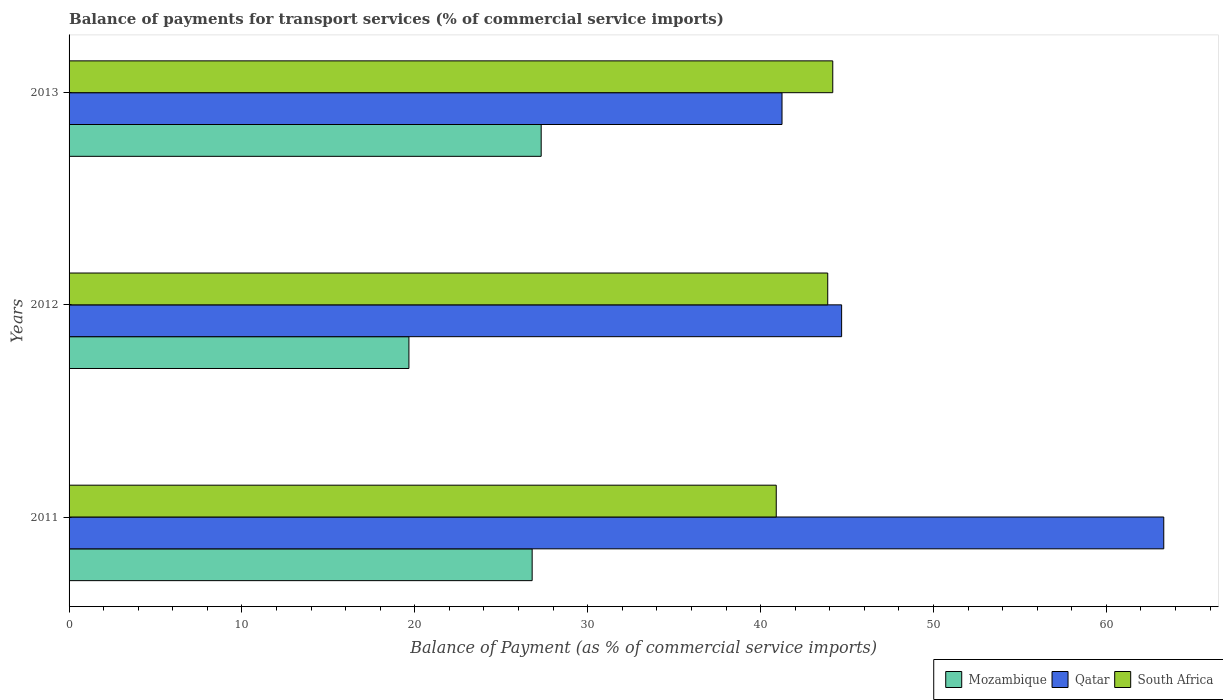 Balance of payments for transport services (% of commercial service imports)
2013
2012
2011
Years
0
10
20
30
40
50
60
Balance of Payment (as % of commercial service imports)
Mozambique
Qatar
South Africa